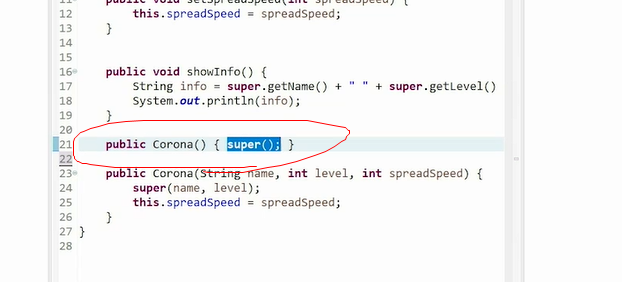 11 public void setSpreadSpeed(int spreadSpeed) {
12 this.spreadSpeed = spreadSpeed;
13 }
14
15
16 public void showInfo() {
17 String info = super.getName() + " " + super.getLevel()
18 System.out.println(info);
19 }
20
21 public Corona() { super(); }
22
23 public Corona(String name, int level, int spreadSpeed) {
24 super(name, level);
25 this.spreadSpeed = spreadSpeed;
26 }
27 }
28